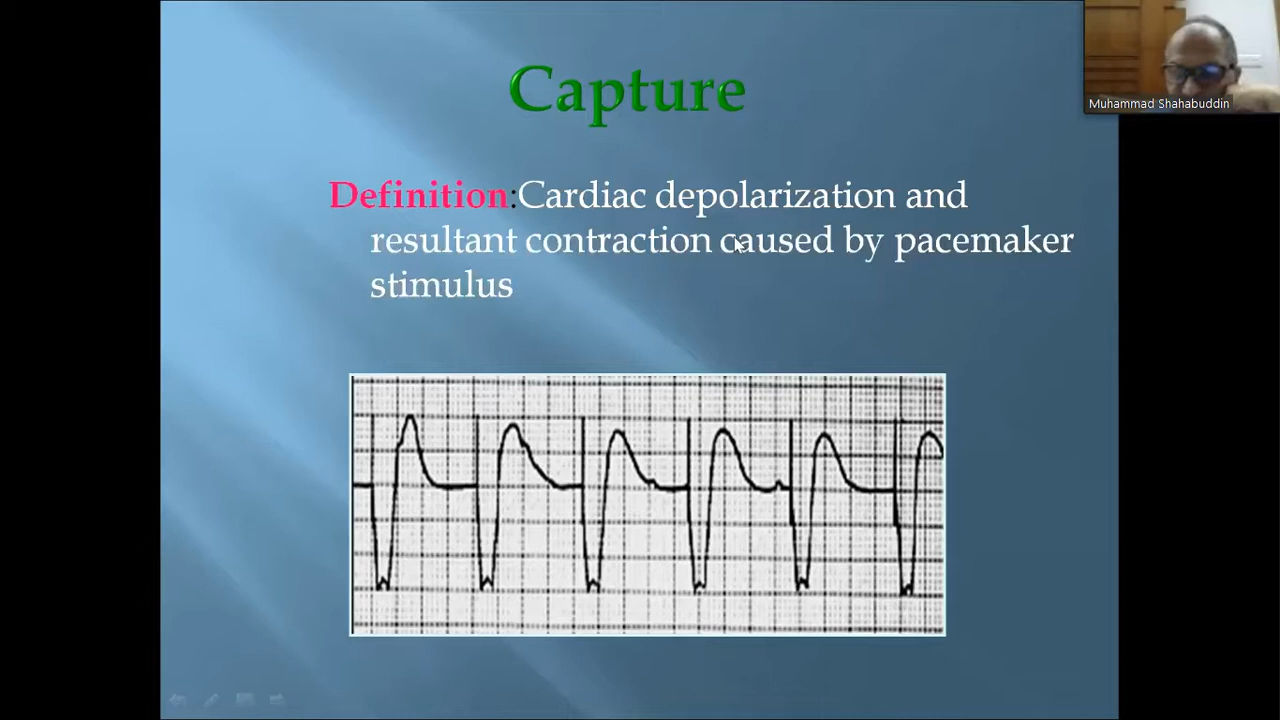 Capture
Muhammad Shahabuddin
Definition:Cardiac depolarization and
resultant contraction caused by pacemaker
stimulus